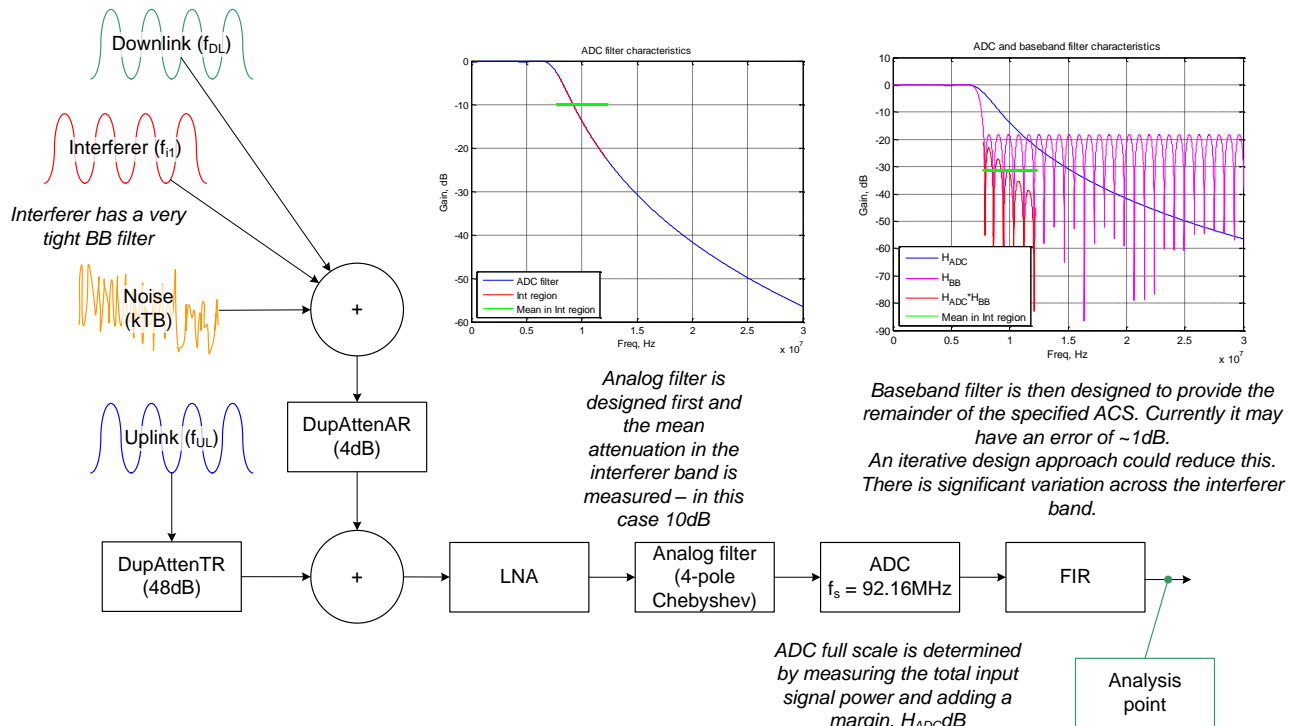 Downlink (fDL)
Interferer (fi1)
Interferer has a very
tight BB filter
Noise
(kTB)
Uplink (fUL)
+
DupAttenAR
(4dB)
DupAttenTR
(48dB)
+
LNA
Analog filter
(4-pole
Chebyshev)
ADC
fs = 92.16MHz
FIR
Analysis
point
ADC filter characteristics
0
-10
-20
-30
-40
-50
-60
Gain, dB
0
0.5
1
1.5
2
2.5
3
x 10^7
Freq, Hz
ADC filter
Int region
Mean in Int region
ADC and baseband filter characteristics
10
0
-10
-20
-30
-40
-50
-60
-70
-80
-90
Gain, dB
0
0.5
1
1.5
2
2.5
3
x 10^7
Freq, Hz
HADC
HBB
HADC*HBB
Mean in Int region
Analog filter is
designed first and
the mean
attenuation in the
interferer band is
measured – in this
case 10dB
Baseband filter is then designed to provide the
remainder of the specified ACS. Currently it may
have an error of ~1dB.
An iterative design approach could reduce this.
There is significant variation across the interferer
band.
ADC full scale is determined
by measuring the total input
signal power and adding a
margin, HADCdB